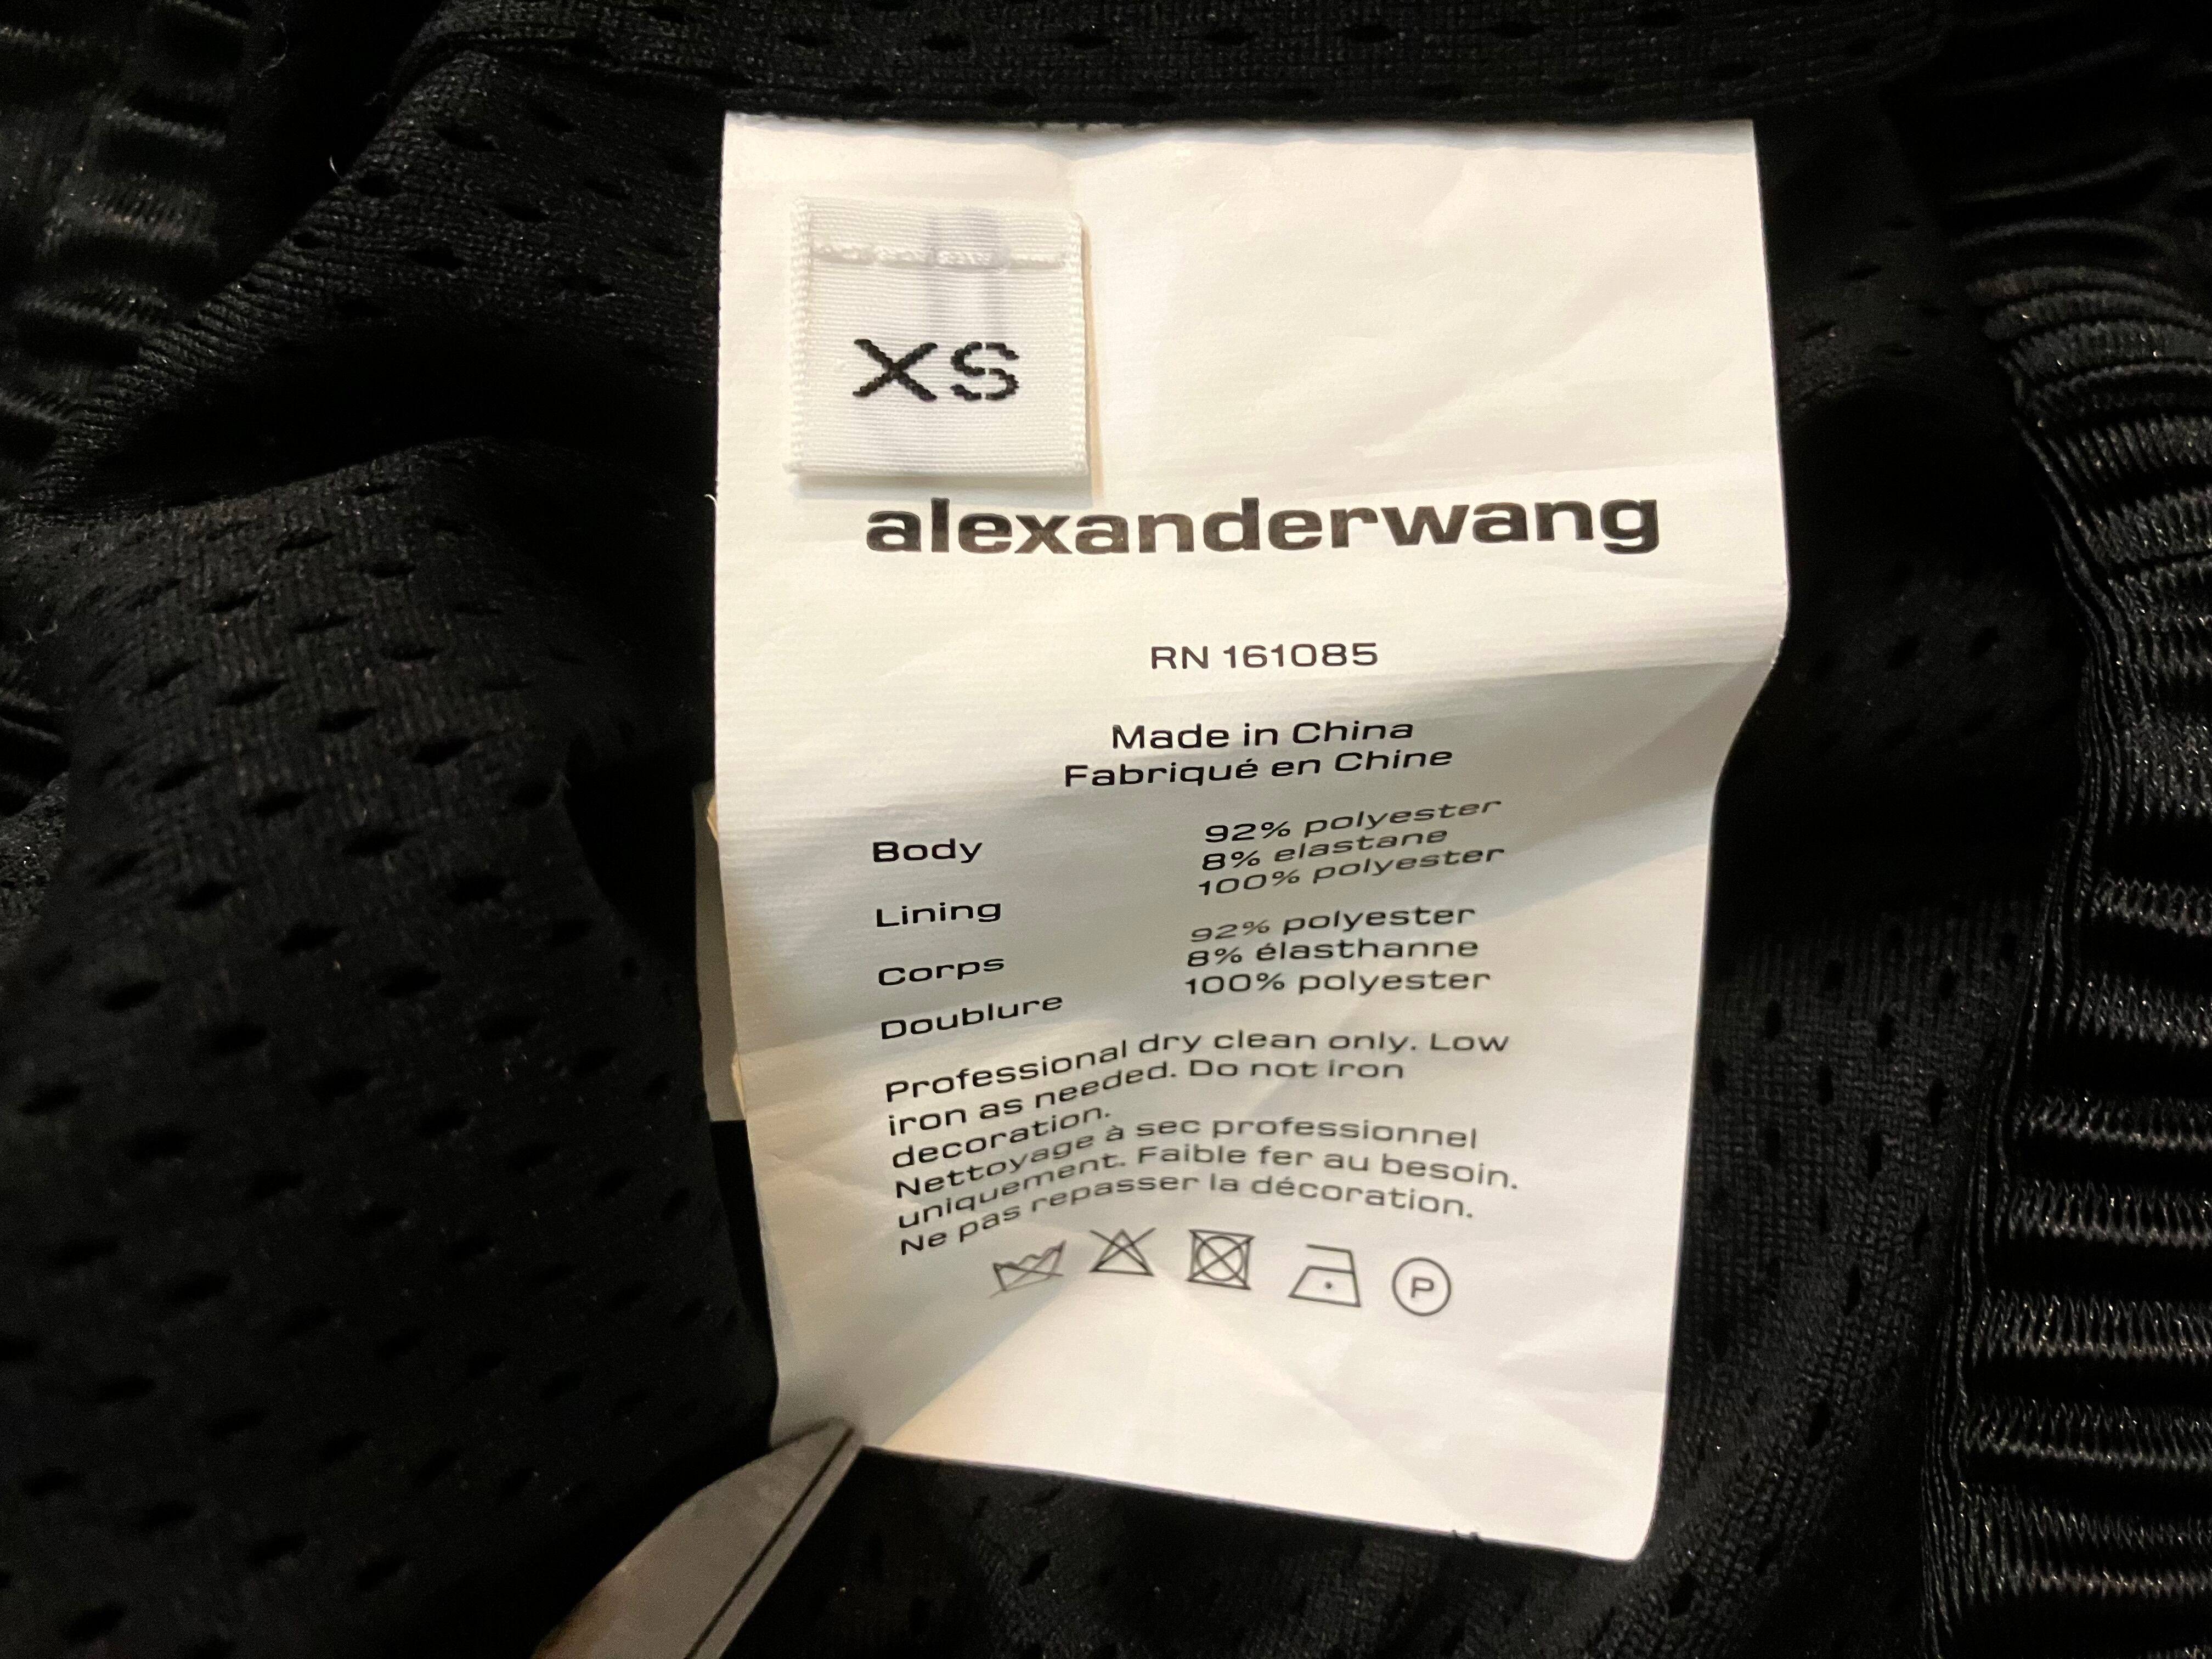 XS
alexanderwang
RN 161085
Made in China
Fabriqué en Chine
Body 92% polyester
8% elastane
Lining 100% polyester
Corps 92% polyester
8% élasthanne
Doublure 100% polyester
Professional dry clean only. Low
iron as needed. Do not iron
decoration.
Nettoyage à sec professionnel
uniquement. Faible fer au besoin.
Ne pas repasser la décoration.
P